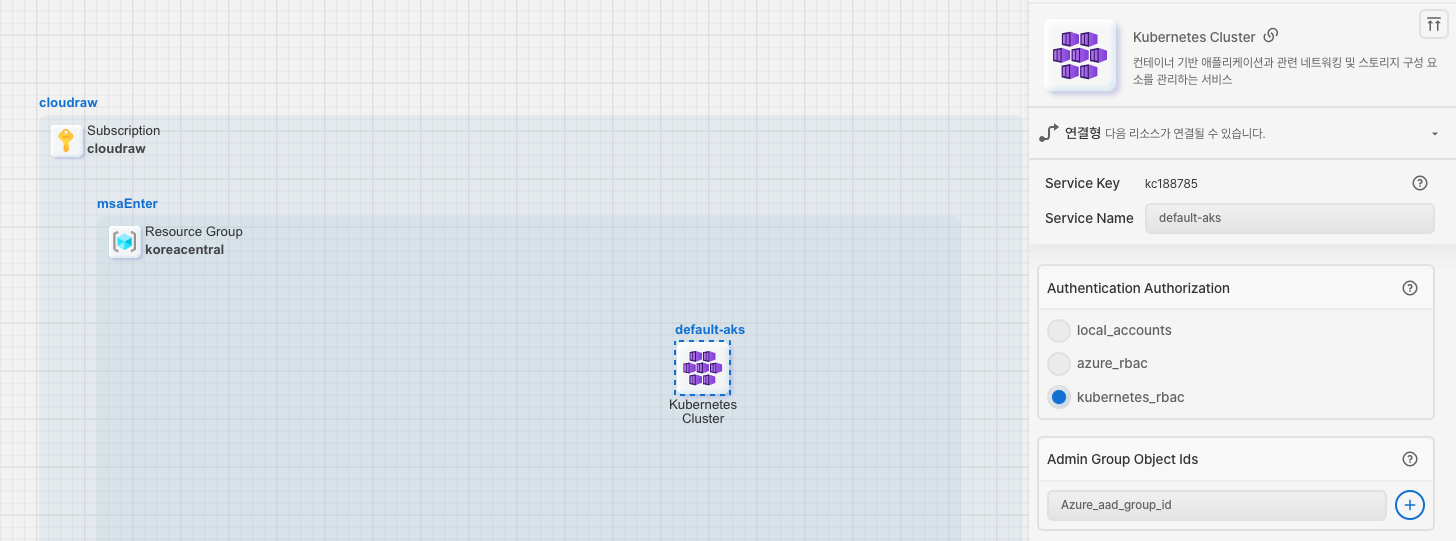 cloudraw
Subscription
cloudraw
msaEnter
Resource Group
koreacentral
default-aks
Kubernetes
Cluster
Kubernetes Cluster
컨테이너 기반 애플리케이션과 관련 네트워킹 및 스토리지 구성 요
소를 관리하는 서비스
연결형 다음 리소스가 연결될 수 있습니다.
Service Key kc188785
Service Name default-aks
Authentication Authorization
local_accounts
azure_rbac
kubernetes_rbac
Admin Group Object Ids
Azure_aad_group_id